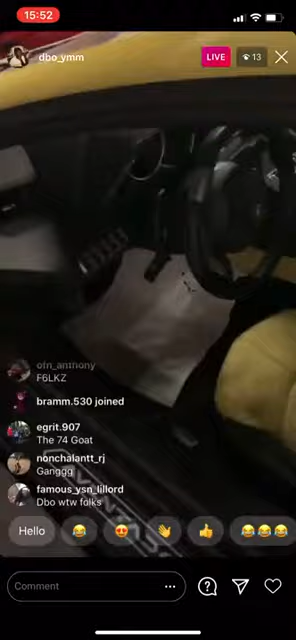 15:52
dbo_ymm
LIVE
13
ofn_anthony
F6LKZ
bramm.530 joined
egrit.907
The 74 Goat
nonchalantt_rj
Ganggg
famous_ysn_lillord
Dbo wtw folks
Hello
Comment